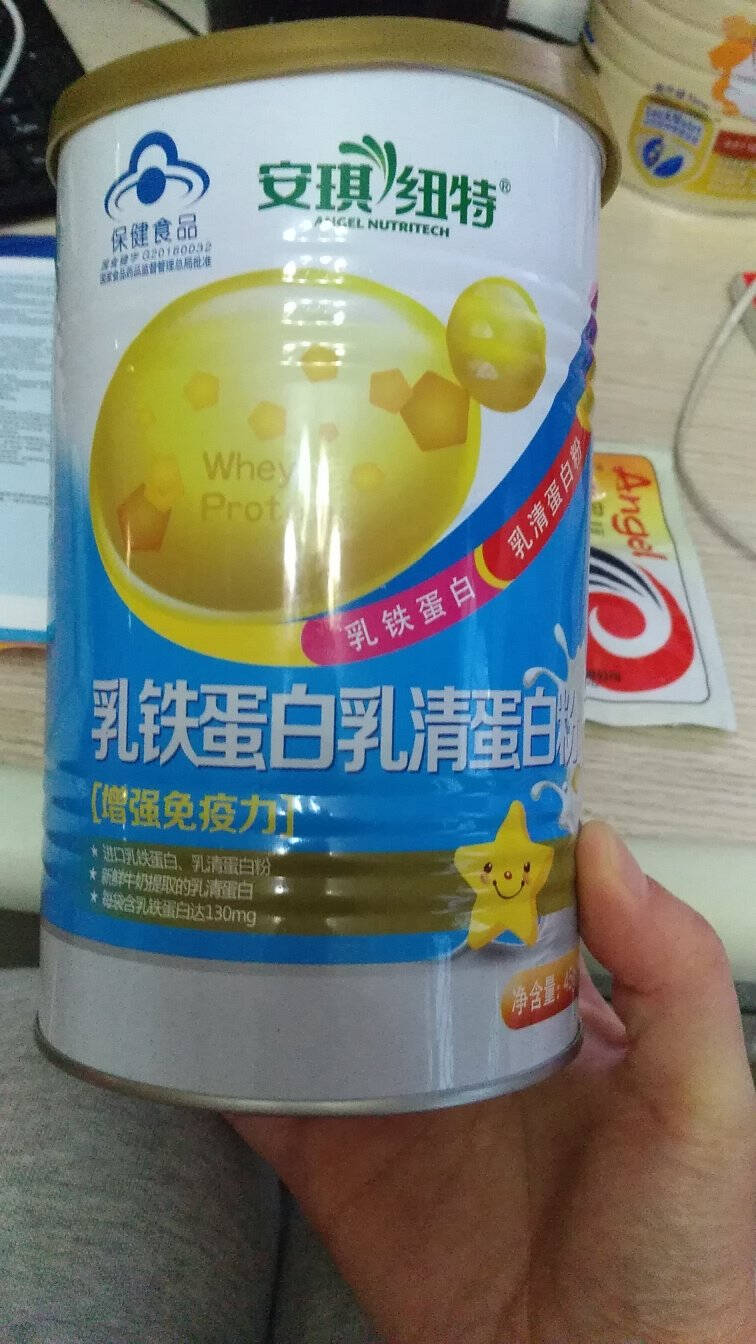 安琪纽特®
ANGEL NUTRITECH
保健食品
国食健字G20180032
国家食品药品监督管理总局批准
Whey
乳清蛋白粉
乳铁蛋白
Angel
乳铁蛋白乳清蛋白粉
[增强免疫力]
★ 进口乳铁蛋白、乳清蛋白粉
★ 新鲜牛奶提取的乳清蛋白
★ 每袋含乳铁蛋白达130mg
净含量: